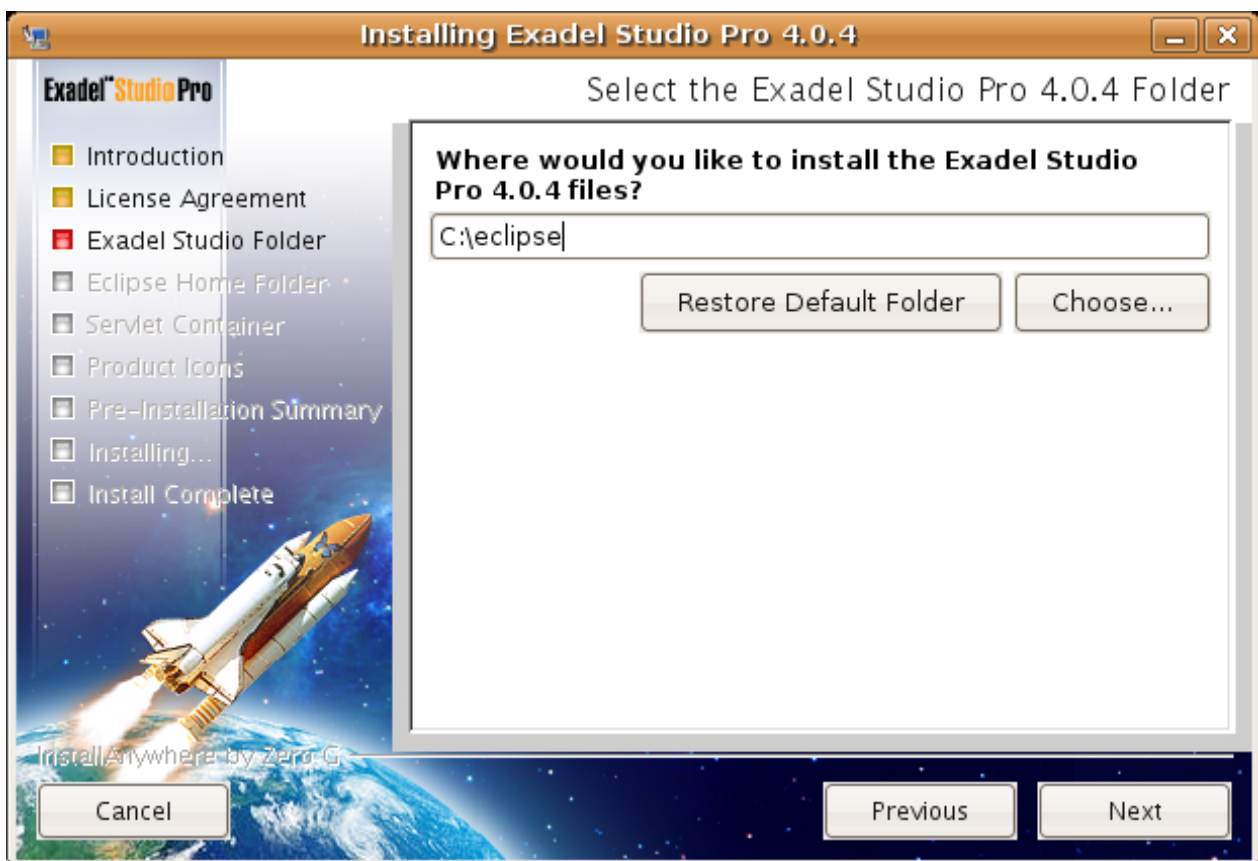 Installing Exadel Studio Pro 4.0.4
Exadel™ Studio Pro
Select the Exadel Studio Pro 4.0.4 Folder
Introduction
License Agreement
Exadel Studio Folder
Eclipse Home Folder
Servlet Container
Product Icons
Pre-Installation Summary
Installing...
Install Complete
Where would you like to install the Exadel Studio
Pro 4.0.4 files?
C:\eclipse
Restore Default Folder
Choose...
InstallAnywhere by Zero G
Cancel
Previous
Next